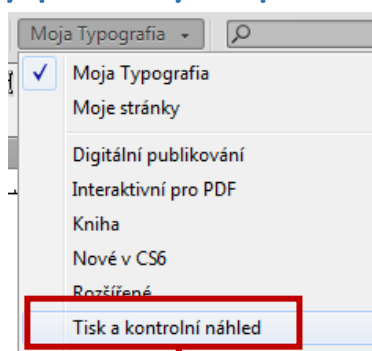 Moja Typografia
Moja Typografia
Moje stránky
Digitální publikování
Interaktivní pro PDF
Kniha
Nové v CS6
Rozšířené
Tisk a kontrolní náhled